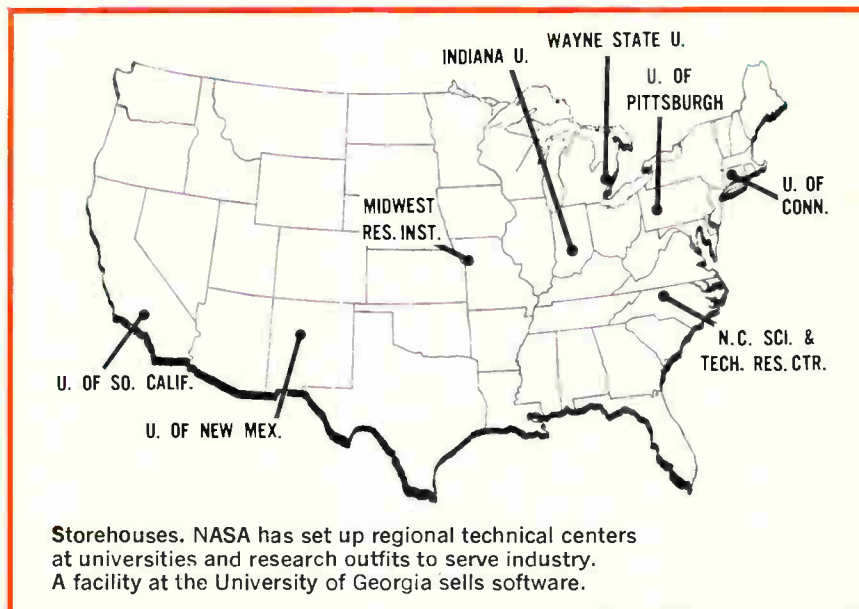 INDIANA U.
WAYNE STATE U.
U. OF
PITTSBURGH
U. OF
CONN.
MIDWEST
RES. INST.
N.C. SCI. &
TECH. RES. CTR.
U. OF SO. CALIF.
U. OF NEW MEX.
Storehouses. NASA has set up regional technical centers
at universities and research outfits to serve industry.
A facility at the University of Georgia sells software.